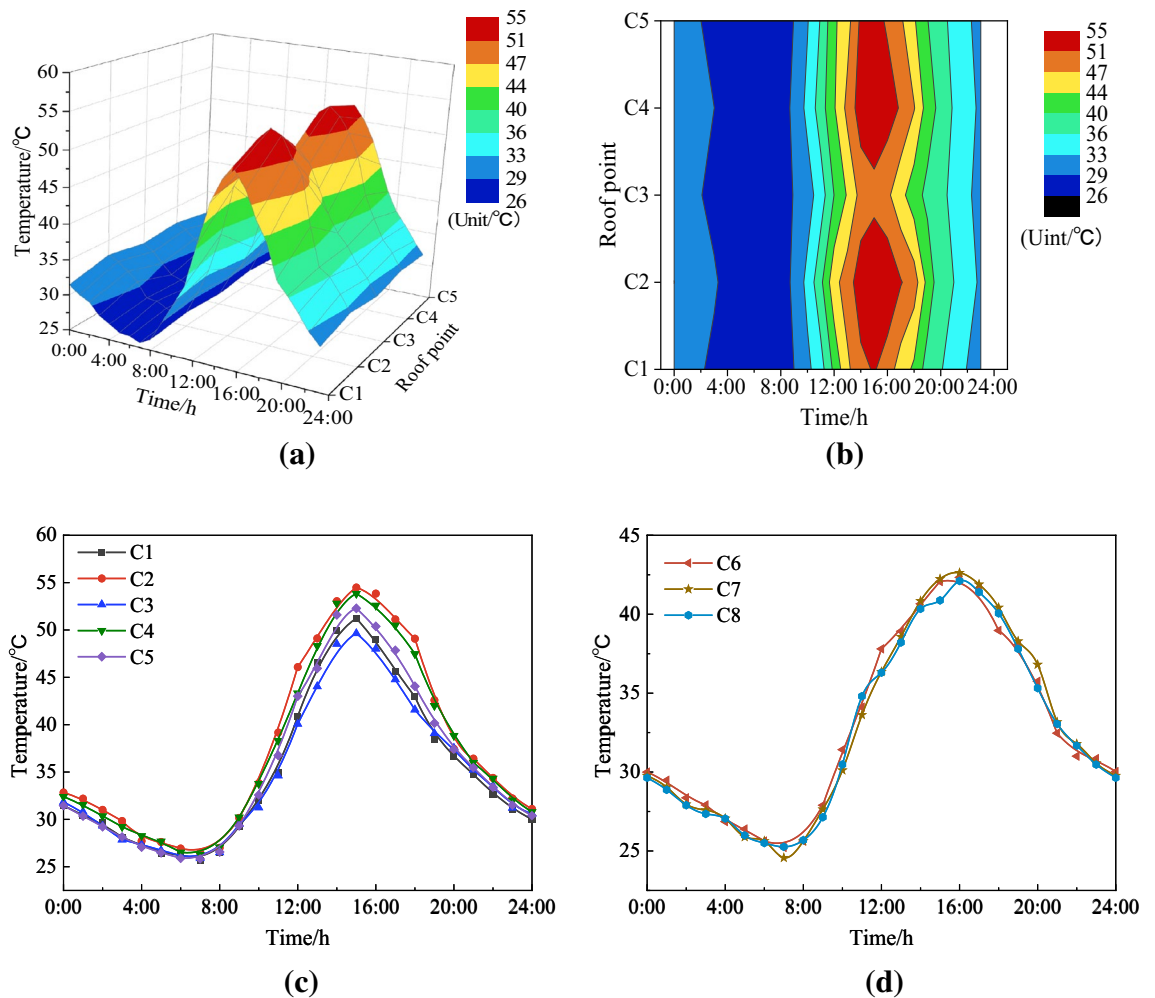 55
51
47
44
40
36
33
29
26
(Unit/℃)
60
55
50
45
40
35
30
25
Temperature/℃
0:00
4:00
8:00
12:00
16:00
20:00
24:00
Time/h
C1
C2
C3
C4
C5
Roof point
(a)
C5
C4
C3
C2
C1
Roof point
0:00
4:00
8:00
12:00
16:00
20:00
24:00
Time/h
55
51
47
44
40
36
33
29
26
(Uint/℃)
(b)
60
55
50
45
40
35
30
25
Temperature/℃
C1
C2
C3
C4
C5
0:00
4:00
8:00
12:00
16:00
20:00
24:00
Time/h
(c)
45
40
35
30
25
Temperature/℃
C6
C7
C8
0:00
4:00
8:00
12:00
16:00
20:00
24:00
Time/h
(d)